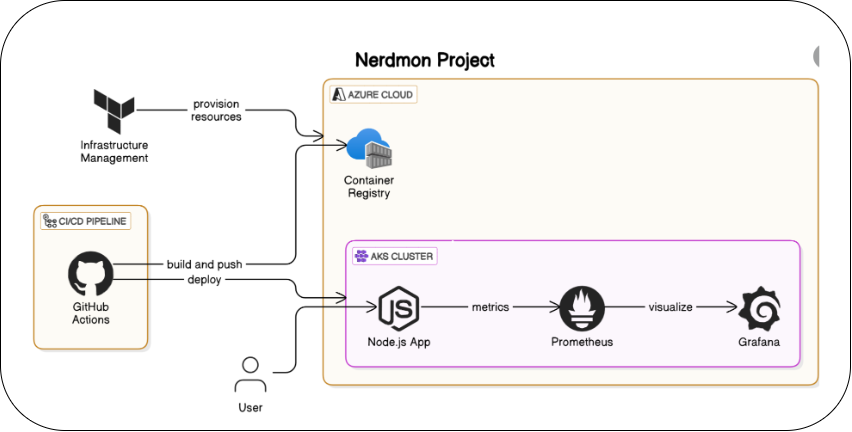 Nerdmon Project
AZURE CLOUD
provision
resources
Infrastructure
Management
Container
Registry
CI/CD PIPELINE
build and push
deploy
GitHub
Actions
AKS CLUSTER
JS
metrics
visualize
Node.js App
Prometheus
Grafana
User